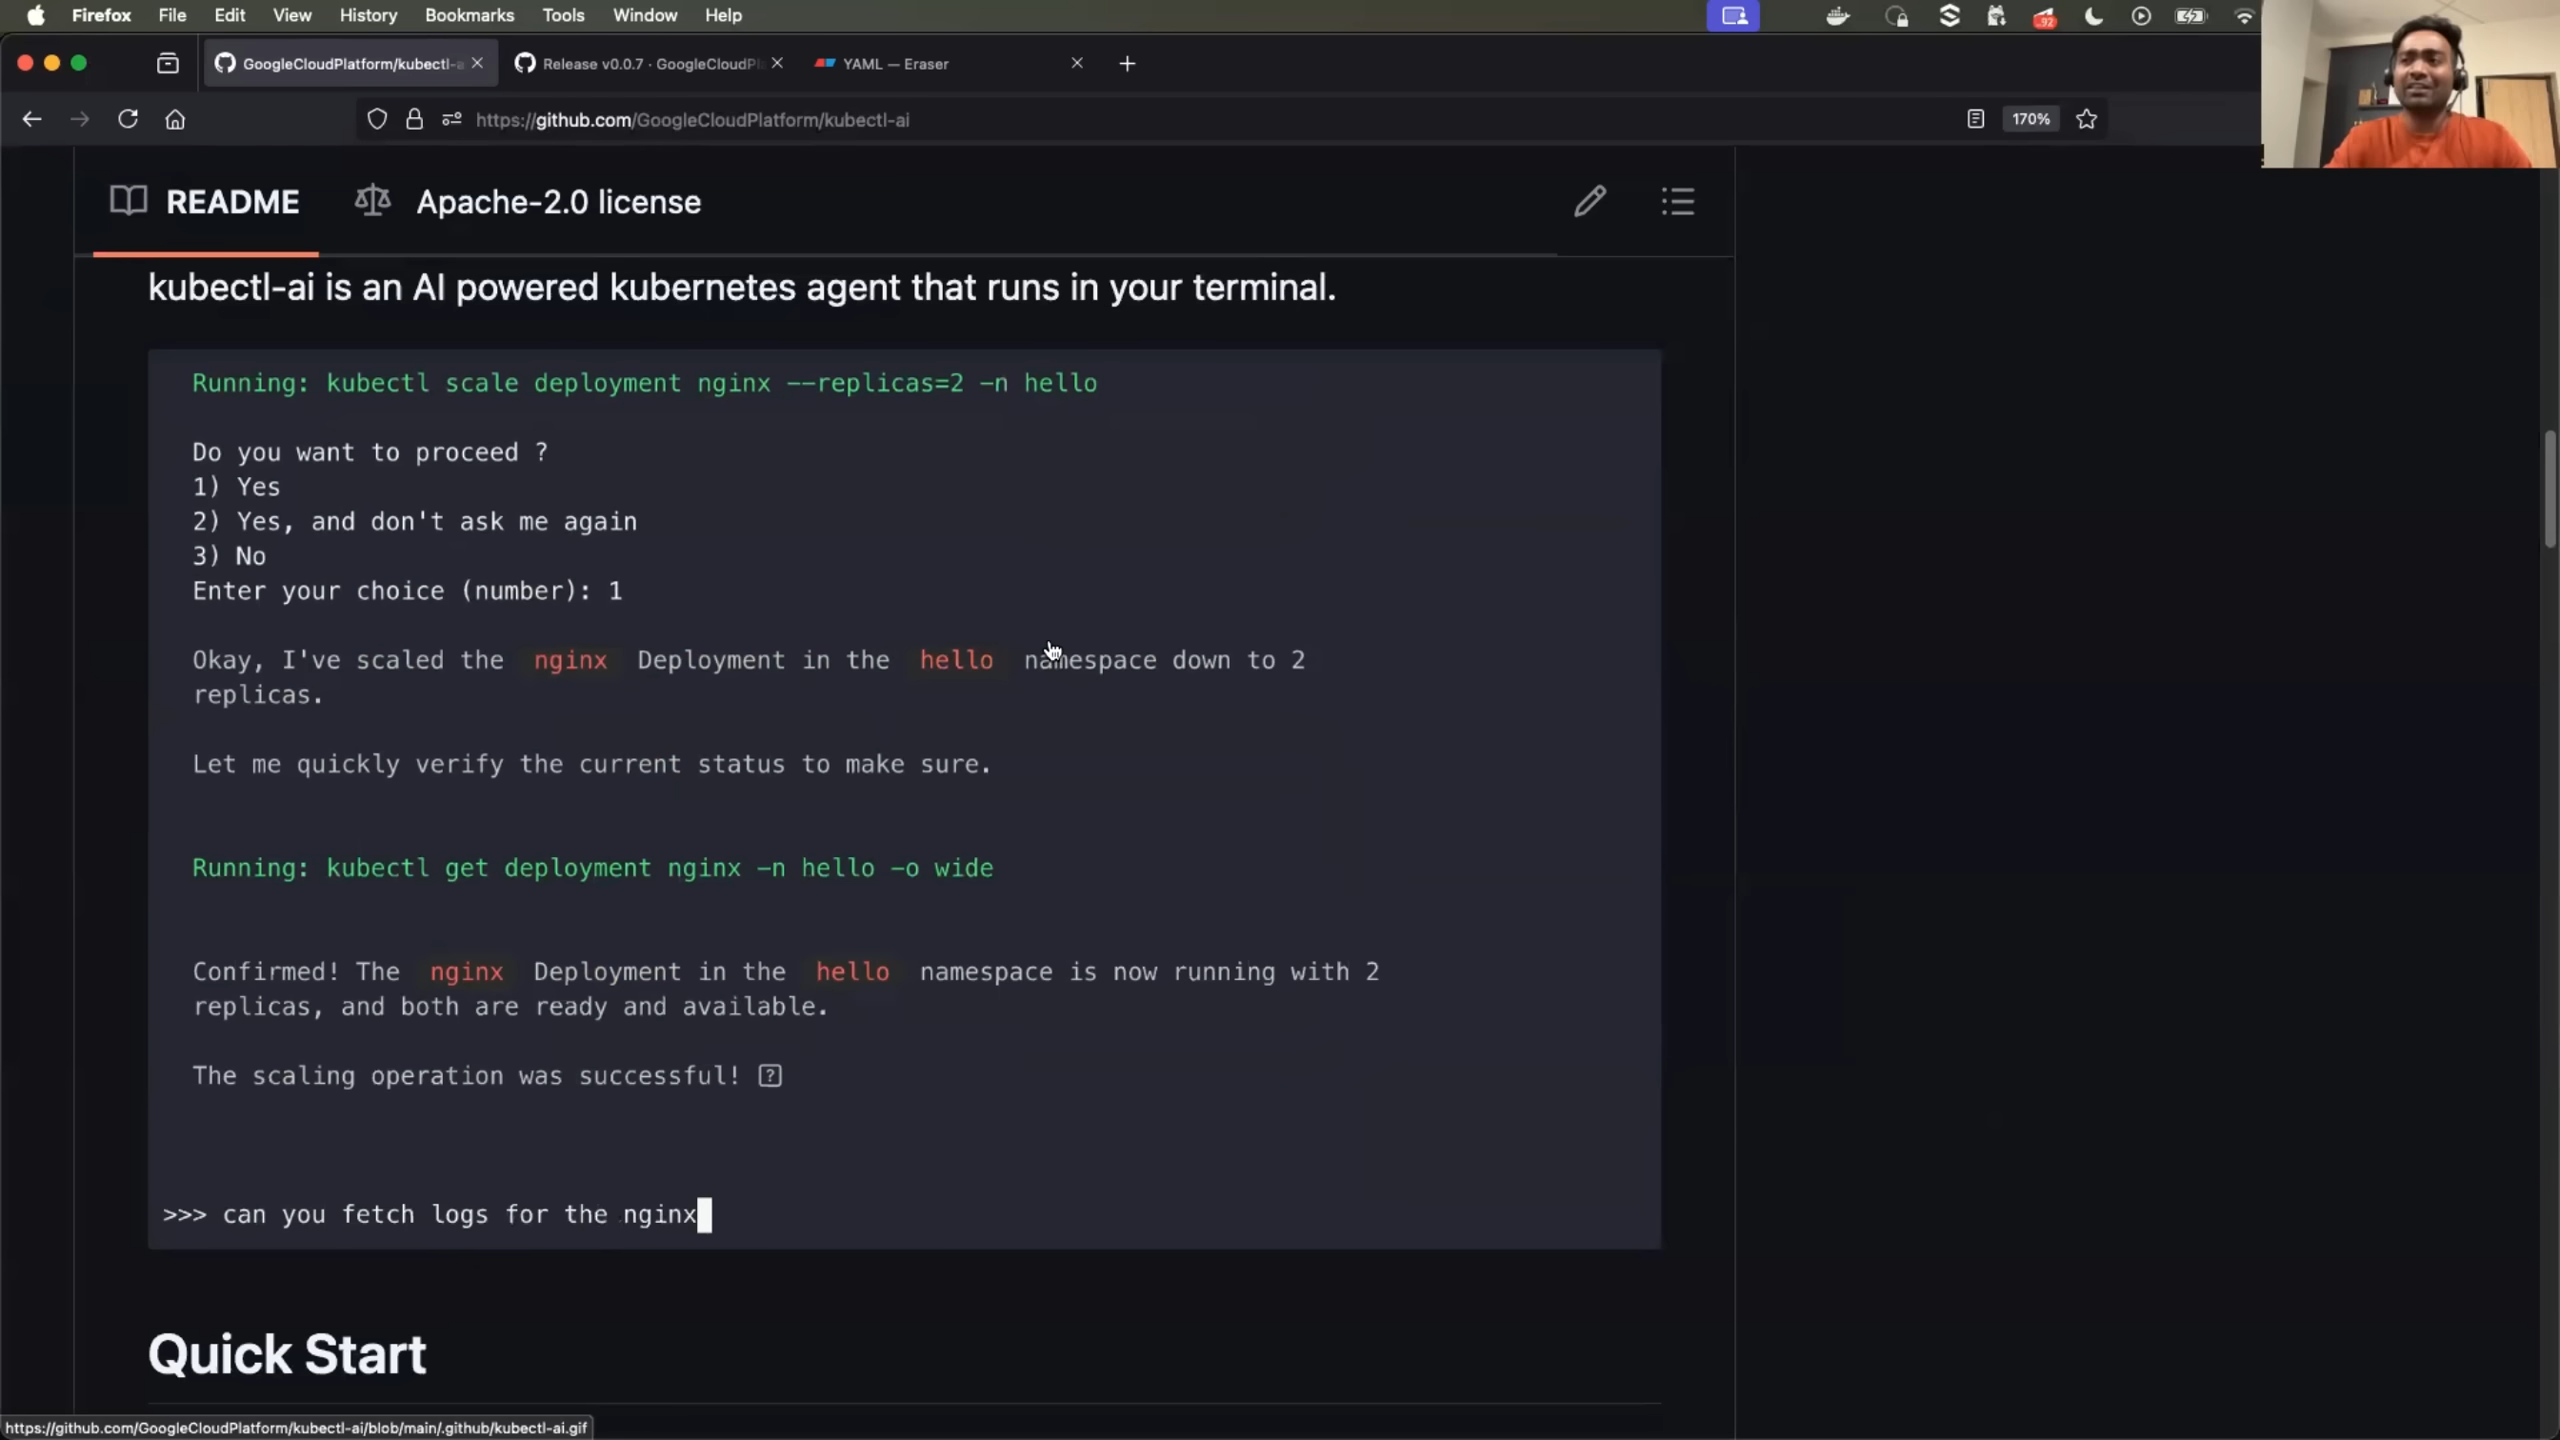 Firefox File Edit View History Bookmarks Tools Window Help
92
GoogleCloudPlatform/kubectl-a
Release v0.0.7 · GoogleCloudPl
YAML — Eraser
https://github.com/GoogleCloudPlatform/kubectl-ai
170%
README
Apache-2.0 license
kubectl-ai is an AI powered kubernetes agent that runs in your terminal.
Running: kubectl scale deployment nginx --replicas=2 -n hello
Do you want to proceed ?
1) Yes
2) Yes, and don't ask me again
3) No
Enter your choice (number): 1
Okay, I've scaled the nginx Deployment in the hello namespace down to 2
replicas.
Let me quickly verify the current status to make sure.
Running: kubectl get deployment nginx -n hello -o wide
Confirmed! The nginx Deployment in the hello namespace is now running with 2
replicas, and both are ready and available.
The scaling operation was successful! ?
>>> can you fetch logs for the nginx
Quick Start
https://github.com/GoogleCloudPlatform/kubectl-ai/blob/main/.github/kubectl-ai.gif